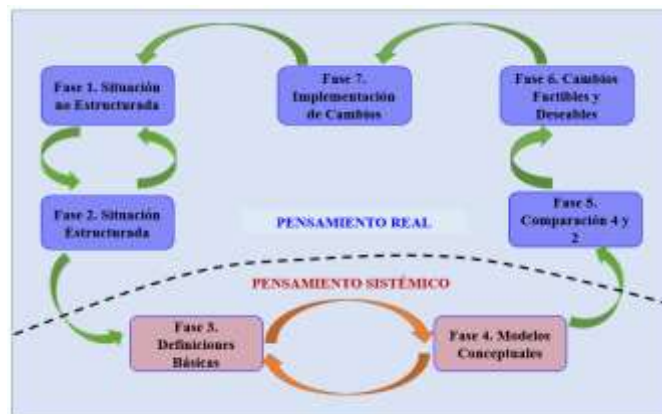 Fase 1. Situación
no Estructurada
Fase 7.
Implementación
de Cambios
Fase 6. Cambios
Factibles y
Deseables
Fase 2. Situación
Estructurada
Fase 5.
Comparación 4 y
2
PENSAMIENTO REAL
PENSAMIENTO SISTÉMICO
Fase 3.
Definiciones
Básicas
Fase 4. Modelos
Conceptuales